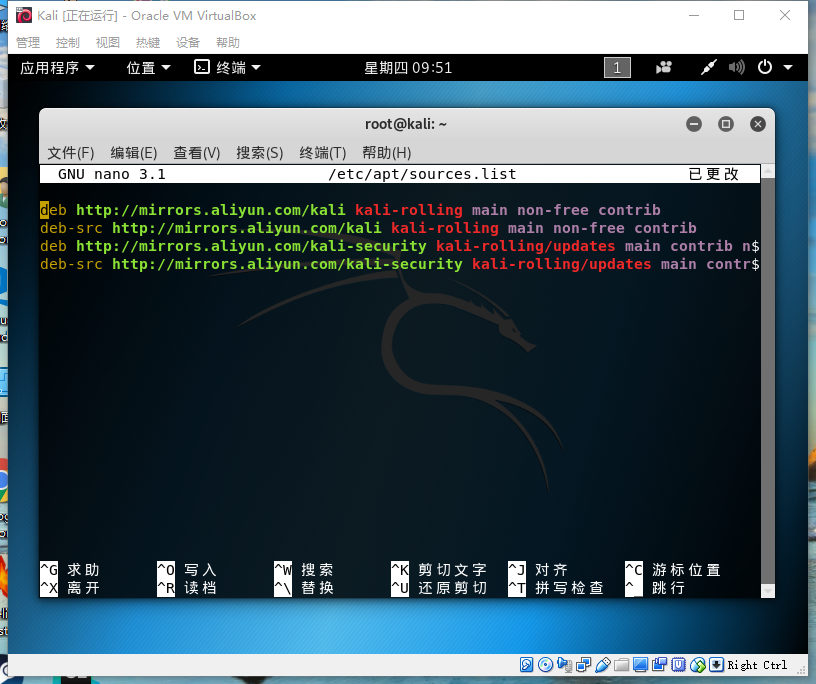 Kali [正在运行] - Oracle VM VirtualBox
管理 控制 视图 热键 设备 帮助
应用程序 位置 终端 星期四 09:51 1
root@kali: ~
文件(F) 编辑(E) 查看(V) 搜索(S) 终端(T) 帮助(H)
GNU nano 3.1 /etc/apt/sources.list 已更改
deb http://mirrors.aliyun.com/kali kali-rolling main non-free contrib
deb-src http://mirrors.aliyun.com/kali kali-rolling main non-free contrib
deb http://mirrors.aliyun.com/kali-security kali-rolling/updates main contrib n$
deb-src http://mirrors.aliyun.com/kali-security kali-rolling/updates main contr$
^G 求助 ^O 写入 ^W 搜索 ^K 剪切文字 ^J 对齐 ^C 游标位置
^X 离开 ^R 读档 ^\ 替换 ^U 还原剪切 ^T 拼写检查 ^_ 跳行
Right Ctrl